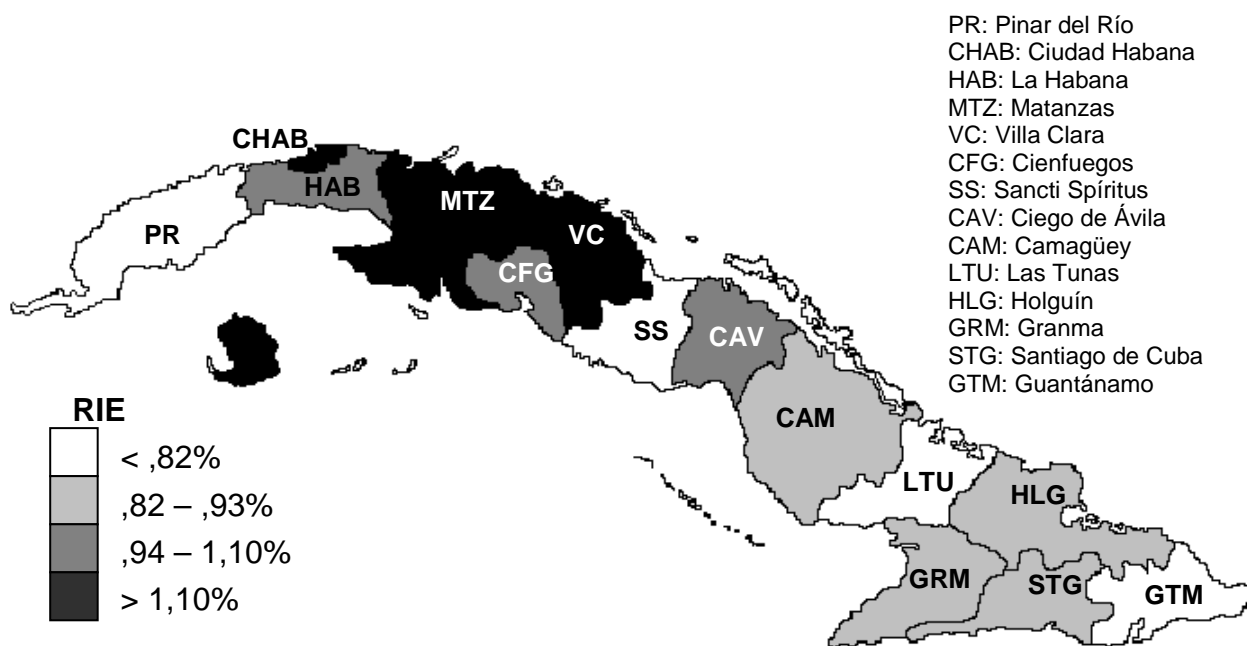 PR: Pinar del Río
CHAB: Ciudad Habana
HAB: La Habana
MTZ: Matanzas
VC: Villa Clara
CFG: Cienfuegos
SS: Sancti Spíritus
CAV: Ciego de Ávila
CAM: Camagüey
LTU: Las Tunas
HLG: Holguín
GRM: Granma
STG: Santiago de Cuba
GTM: Guantánamo
CHAB
HAB
MTZ
PR
VC
CFG
SS
CAV
CAM
LTU
HLG
GRM
STG
GTM
RIE
< ,82%
,82 – ,93%
,94 – 1,10%
> 1,10%